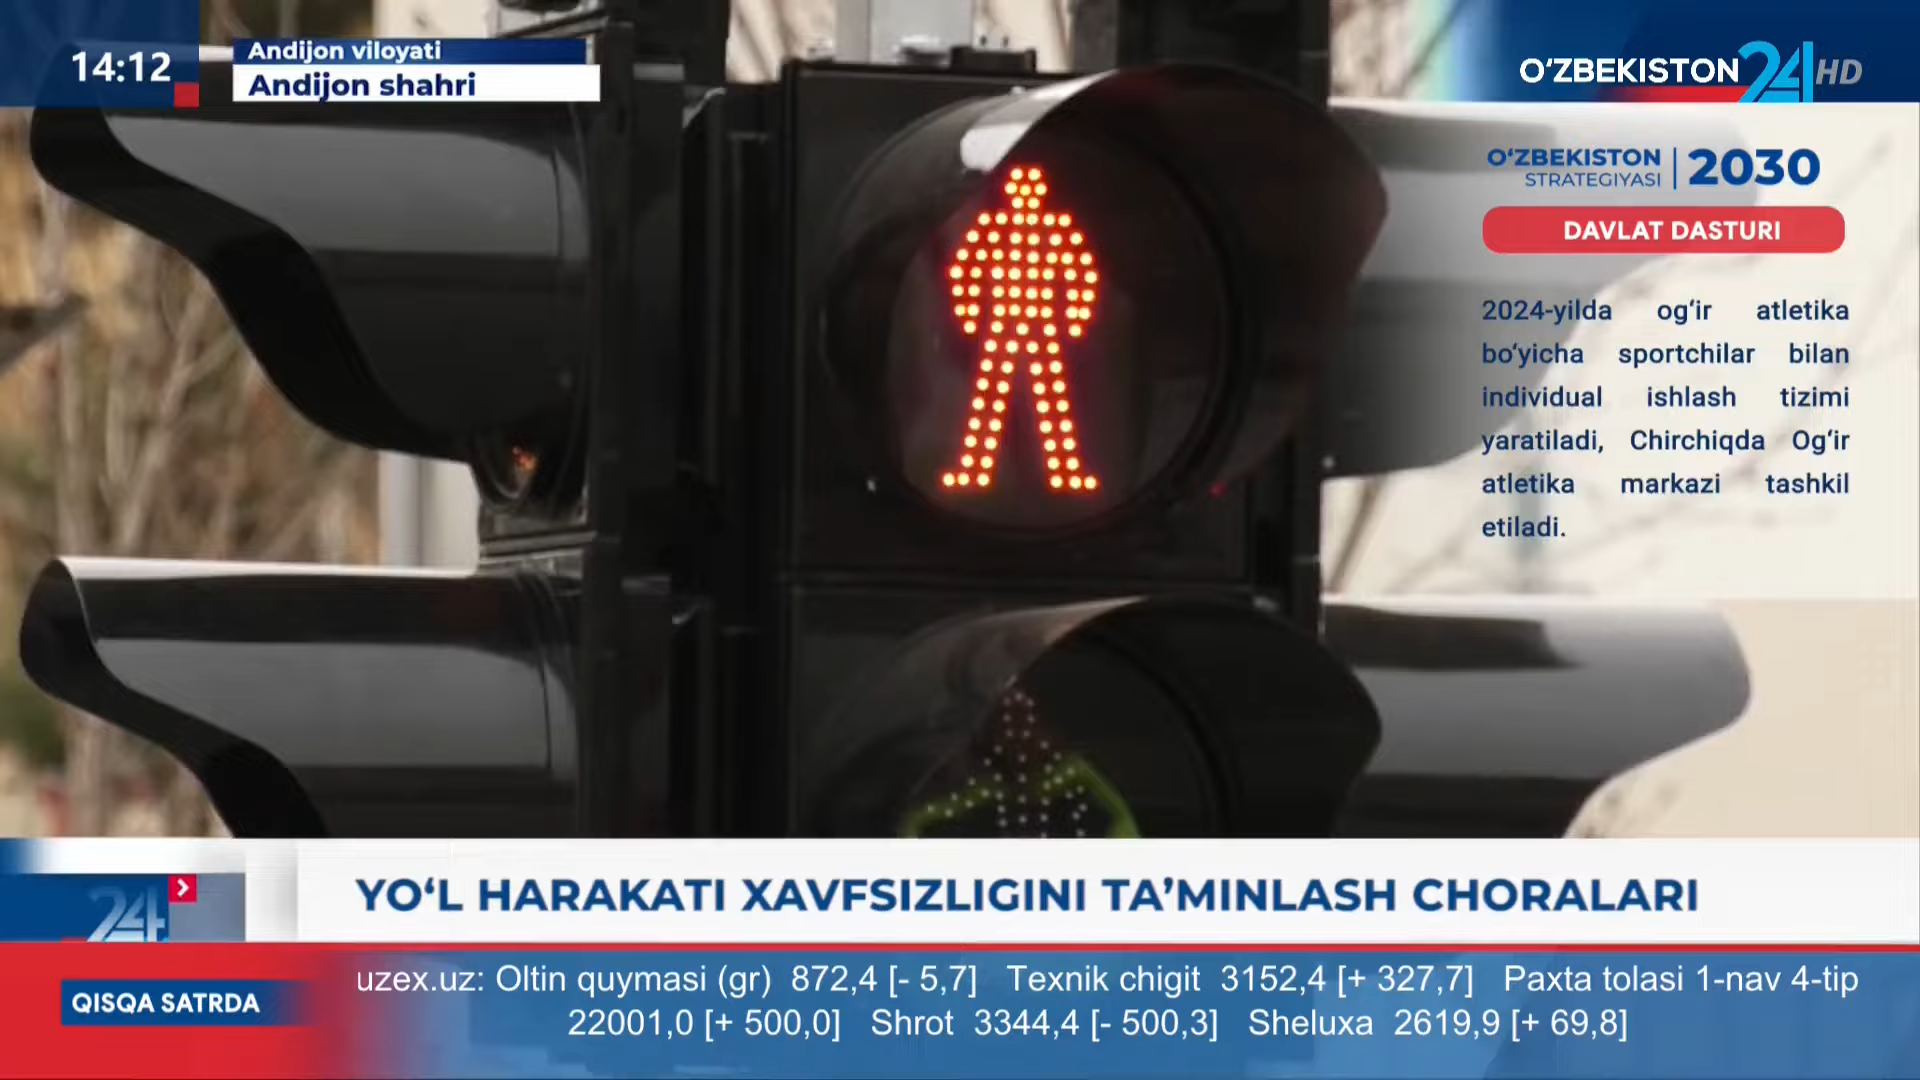 14:12
Andijon viloyati
Andijon shahri
O‘ZBEKISTON 24 HD
O‘ZBEKISTON
STRATEGIYASI
2030
DAVLAT DASTURI
2024-yilda og‘ir atletika
bo‘yicha sportchilar bilan
individual ishlash tizimi
yaratiladi, Chirchiqda Og‘ir
atletika markazi tashkil
etiladi.
24
YO‘L HARAKATI XAVFSIZLIGINI TA’MINLASH CHORALARI
QISQA SATRDA
uzex.uz: Oltin quymasi (gr) 872,4 [- 5,7] Texnik chigit 3152,4 [+ 327,7] Paxta tolasi 1-nav 4-tip
22001,0 [+ 500,0] Shrot 3344,4 [- 500,3] Sheluxa 2619,9 [+ 69,8]